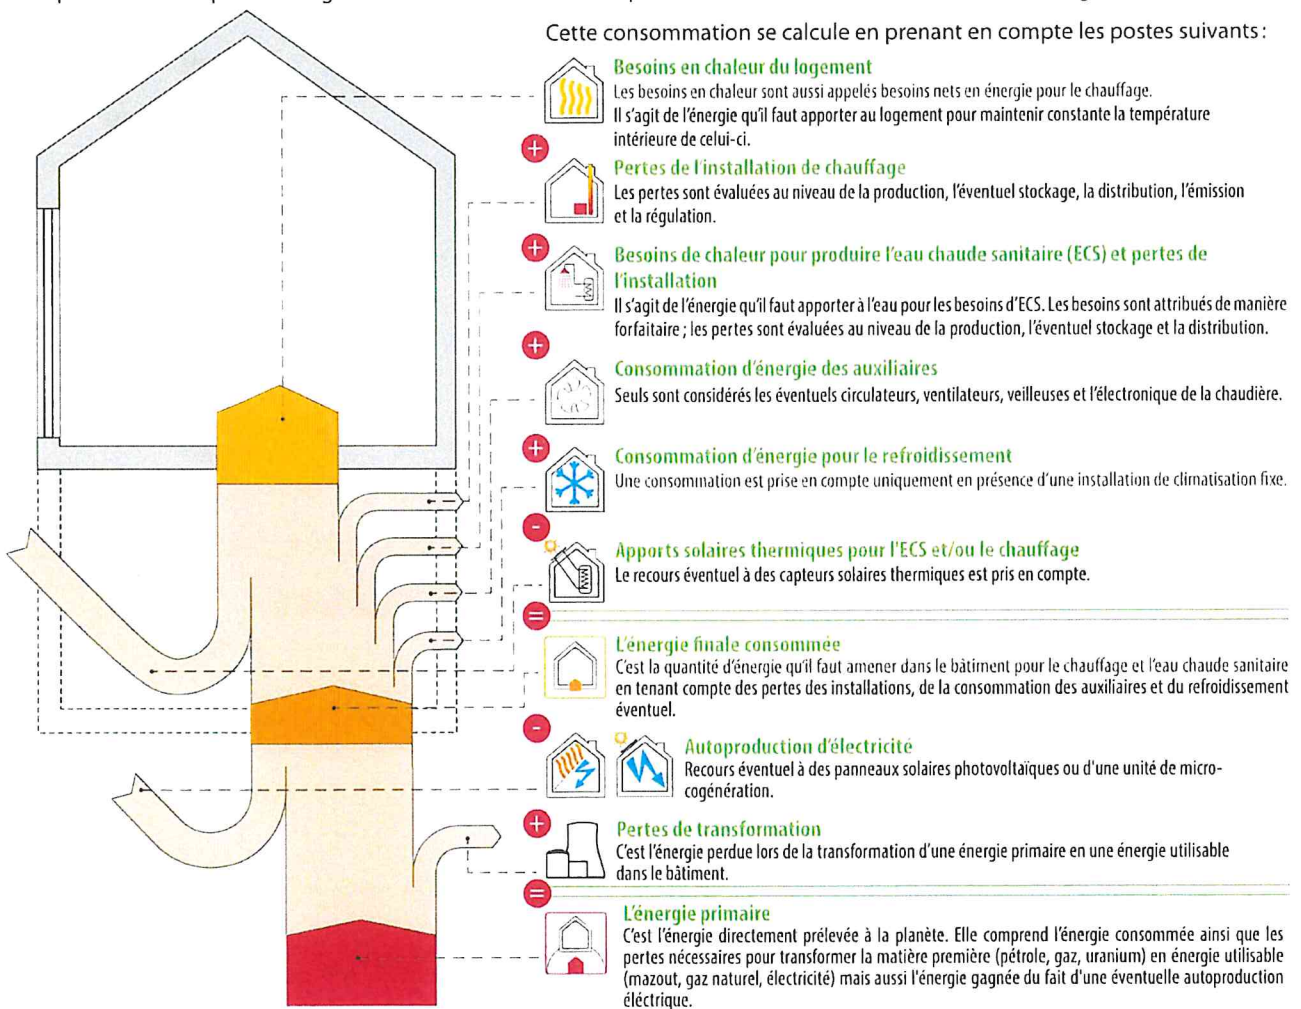 Cette consommation se calcule en prenant en compte les postes suivants :
Besoins en chaleur du logement
Les besoins en chaleur sont aussi appelés besoins nets en énergie pour le chauffage.
Il s'agit de l'énergie qu'il faut apporter au logement pour maintenir constante la température
intérieure de celui-ci.
+
Pertes de l'installation de chauffage
Les pertes sont évaluées au niveau de la production, l'éventuel stockage, la distribution, l'émission
et la régulation.
+
Besoins de chaleur pour produire l'eau chaude sanitaire (ECS) et pertes de
l'installation
Il s'agit de l'énergie qu'il faut apporter à l'eau pour les besoins d'ECS. Les besoins sont attribués de manière
forfaitaire ; les pertes sont évaluées au niveau de la production, l'éventuel stockage et la distribution.
+
Consommation d'énergie des auxiliaires
Seuls sont considérés les éventuels circulateurs, ventilateurs, veilleuses et l'électronique de la chaudière.
+
Consommation d'énergie pour le refroidissement
Une consommation est prise en compte uniquement en présence d'une installation de climatisation fixe.
-
Apports solaires thermiques pour l'ECS et/ou le chauffage
Le recours éventuel à des capteurs solaires thermiques est pris en compte.
=
L'énergie finale consommée
C'est la quantité d'énergie qu'il faut amener dans le bâtiment pour le chauffage et l'eau chaude sanitaire
en tenant compte des pertes des installations, de la consommation des auxiliaires et du refroidissement
éventuel.
-
Autoproduction d'électricité
Recours éventuel à des panneaux solaires photovoltaïques ou d'une unité de micro-
cogénération.
+
Pertes de transformation
C'est l'énergie perdue lors de la transformation d'une énergie primaire en une énergie utilisable
dans le bâtiment.
=
L'énergie primaire
C'est l'énergie directement prélevée à la planète. Elle comprend l'énergie consommée ainsi que les
pertes nécessaires pour transformer la matière première (pétrole, gaz, uranium) en énergie utilisable
(mazout, gaz naturel, électricité) mais aussi l'énergie gagnée du fait d'une éventuelle autoproduction
éléctrique.